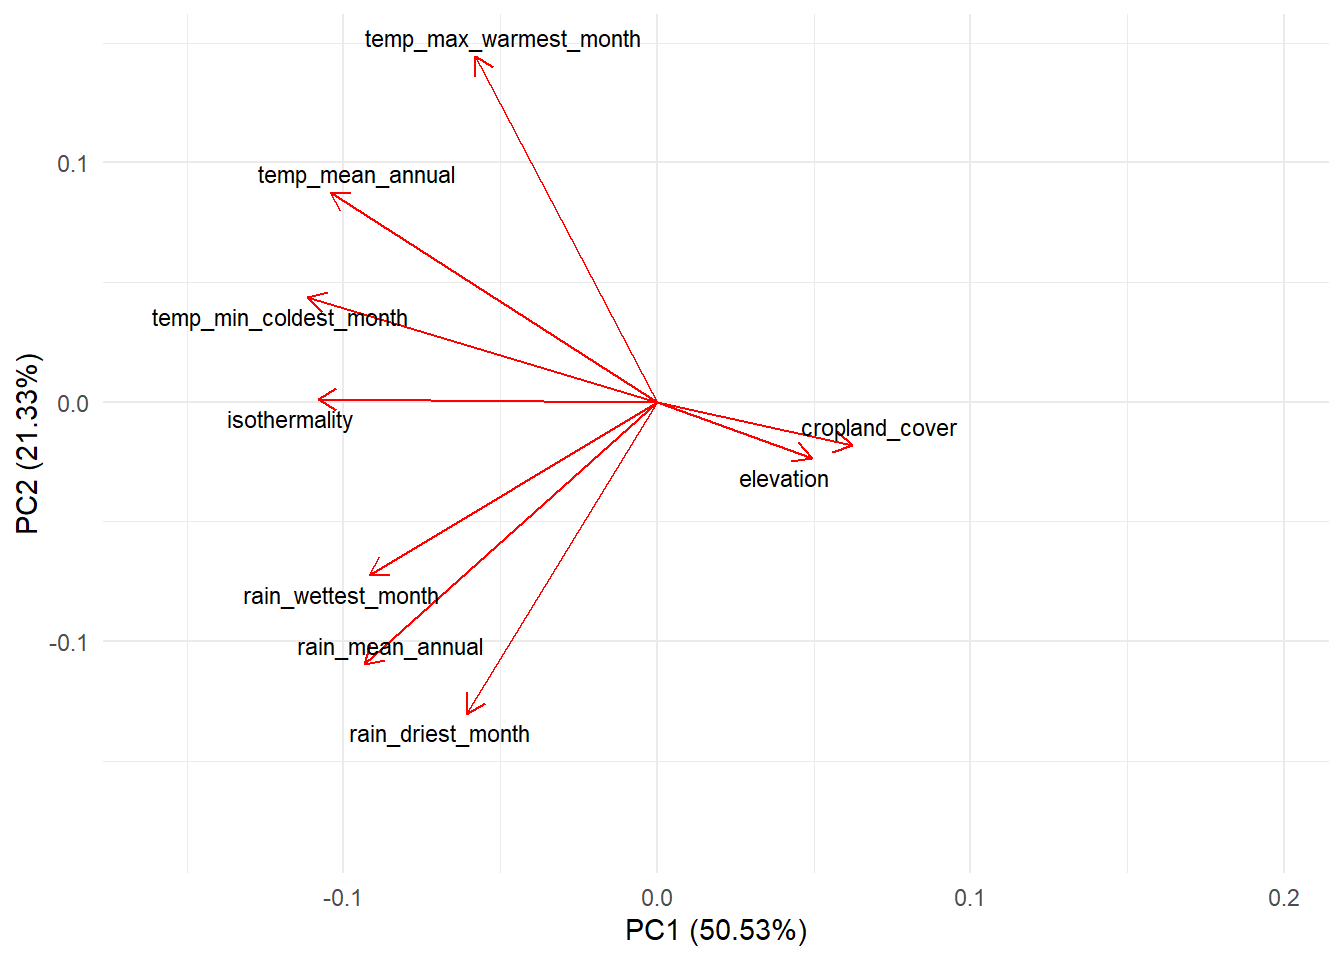 temp_max_warmest_month
0.1
temp_mean_annual
temp_min_coldest_month
0.0
isothermality
cropland_cover
elevation
PC2 (21.33%)
rain_wettest_month
-0.1
rain_mean_annual
rain_driest_month
-0.1
0.0
0.1
0.2
PC1 (50.53%)